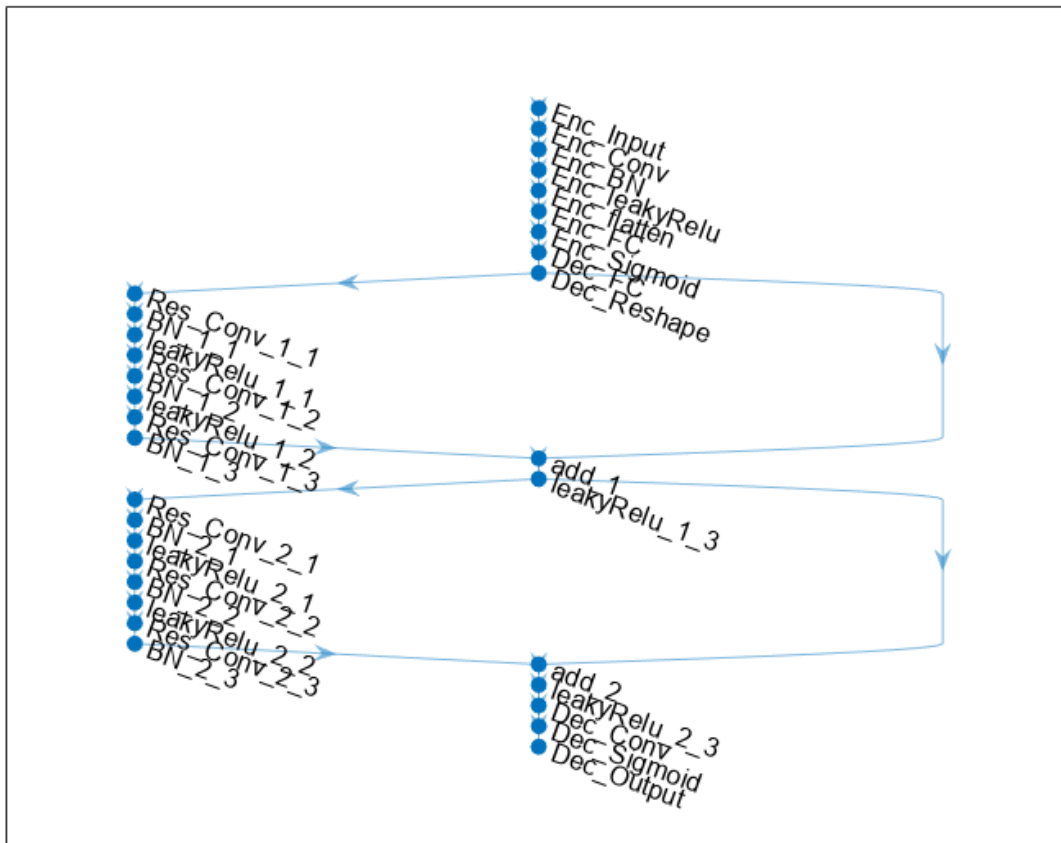 Enc_Input
Enc_Conv
Enc_BN
Enc_leakyRelu
Enc_flatten
Enc_FC
Enc_Sigmoid
Dec_FC
Dec_Reshape
Res_Conv_1_1
BN_1_1
leakyRelu_1_1
Res_Conv_1_2
BN_1_2
leakyRelu_1_2
Res_Conv_1_3
BN_1_3
add_1
leakyRelu_1_3
Res_Conv_2_1
BN_2_1
leakyRelu_2_1
Res_Conv_2_2
BN_2_2
leakyRelu_2_2
Res_Conv_2_3
BN_2_3
add_2
leakyRelu_2_3
Dec_Conv
Dec_Sigmoid
Dec_Output